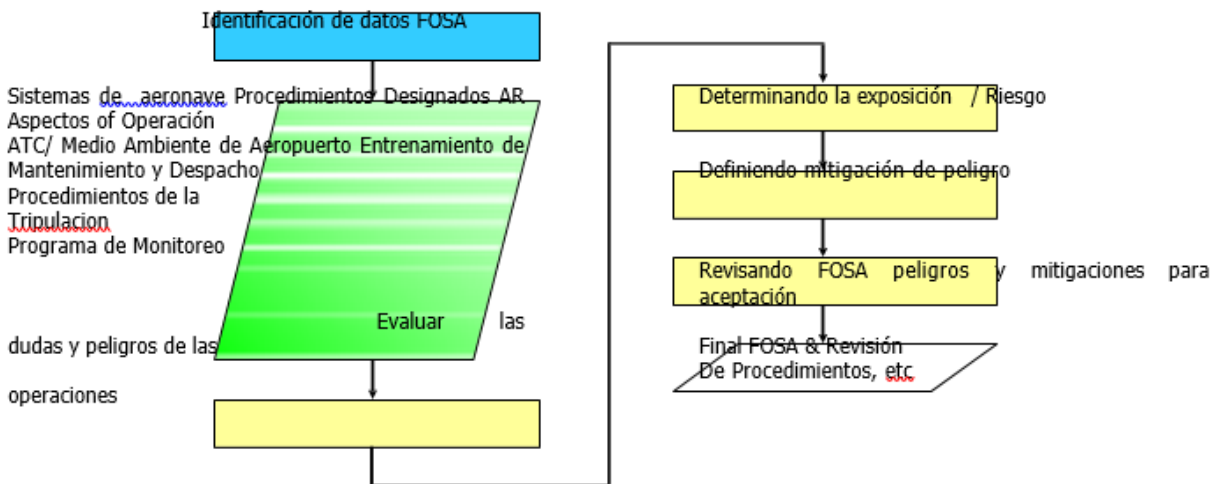 Identificación de datos FOSA
Sistemas de aeronave Procedimientos Designados AR
Aspectos of Operación
ATC/ Medio Ambiente de Aeropuerto Entrenamiento de
Mantenimiento y Despacho
Procedimientos de la
Tripulacion
Programa de Monitoreo
Evaluar las
dudas y peligros de las
operaciones
Determinando la exposición / Riesgo
Definiendo mitigación de peligro
Revisando FOSA peligros y mitigaciones para
aceptación
Final FOSA & Revisión
De Procedimientos, etc